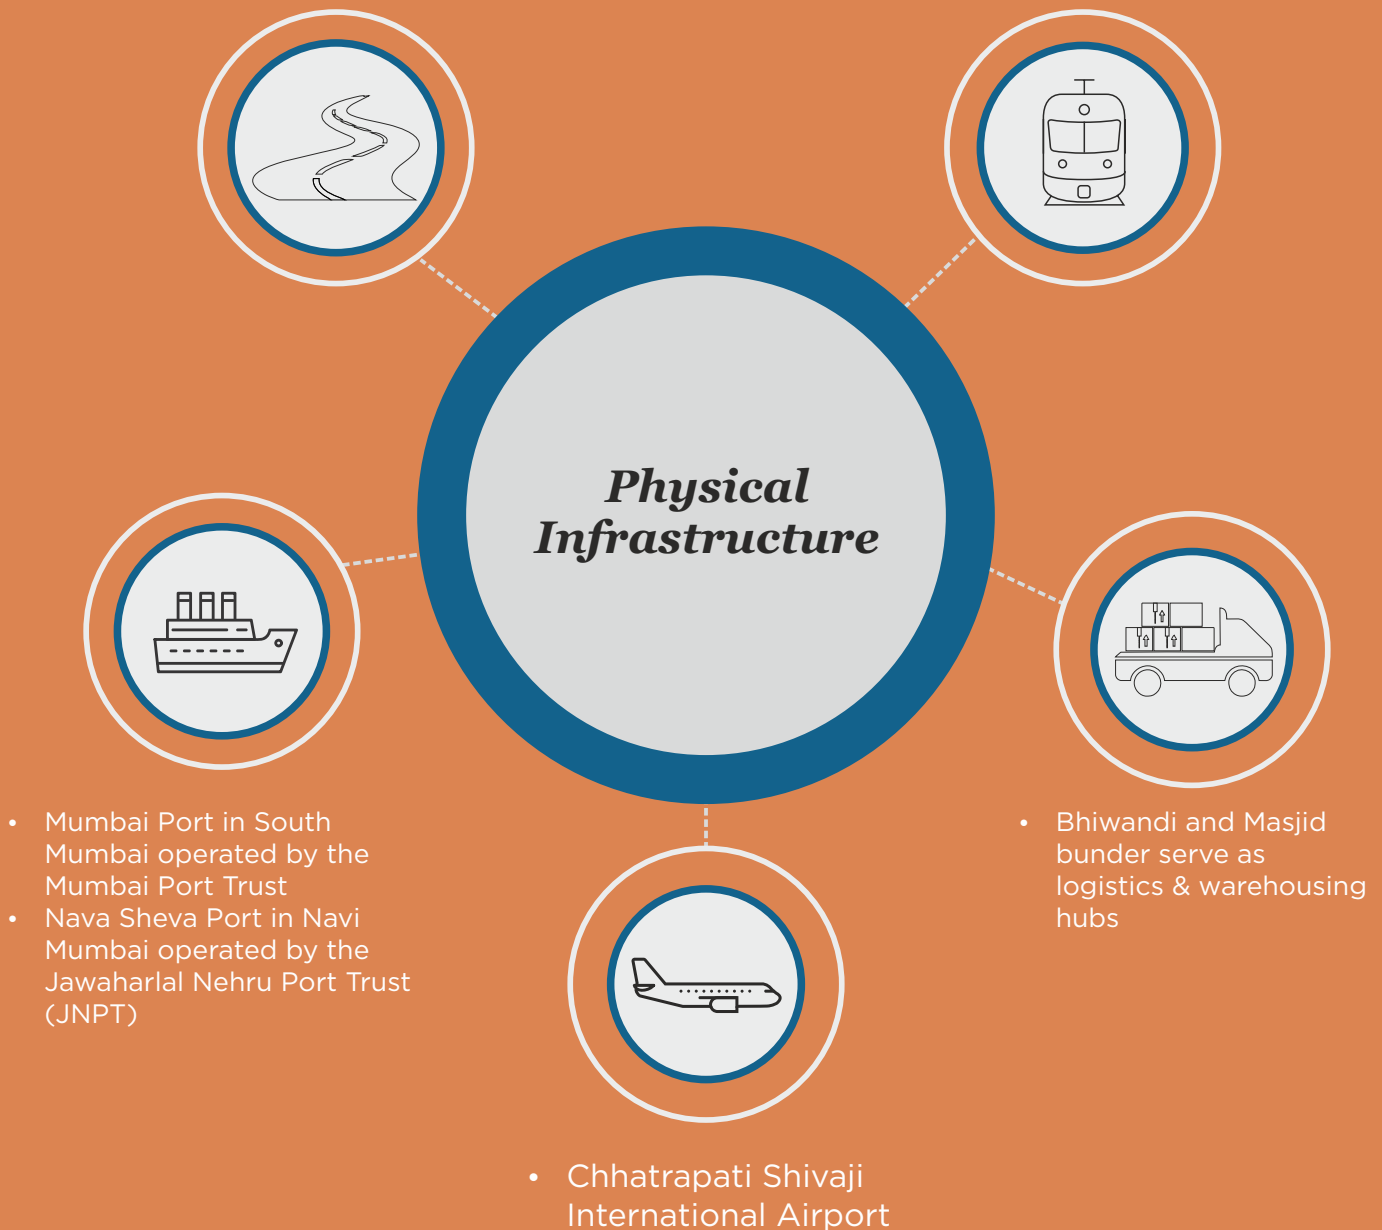 Physical
Infrastructure
• Mumbai Port in South
Mumbai operated by the
Mumbai Port Trust
• Nava Sheva Port in Navi
Mumbai operated by the
Jawaharlal Nehru Port Trust
(JNPT)
• Bhiwandi and Masjid
bunder serve as
logistics & warehousing
hubs
• Chhatrapati Shivaji
International Airport